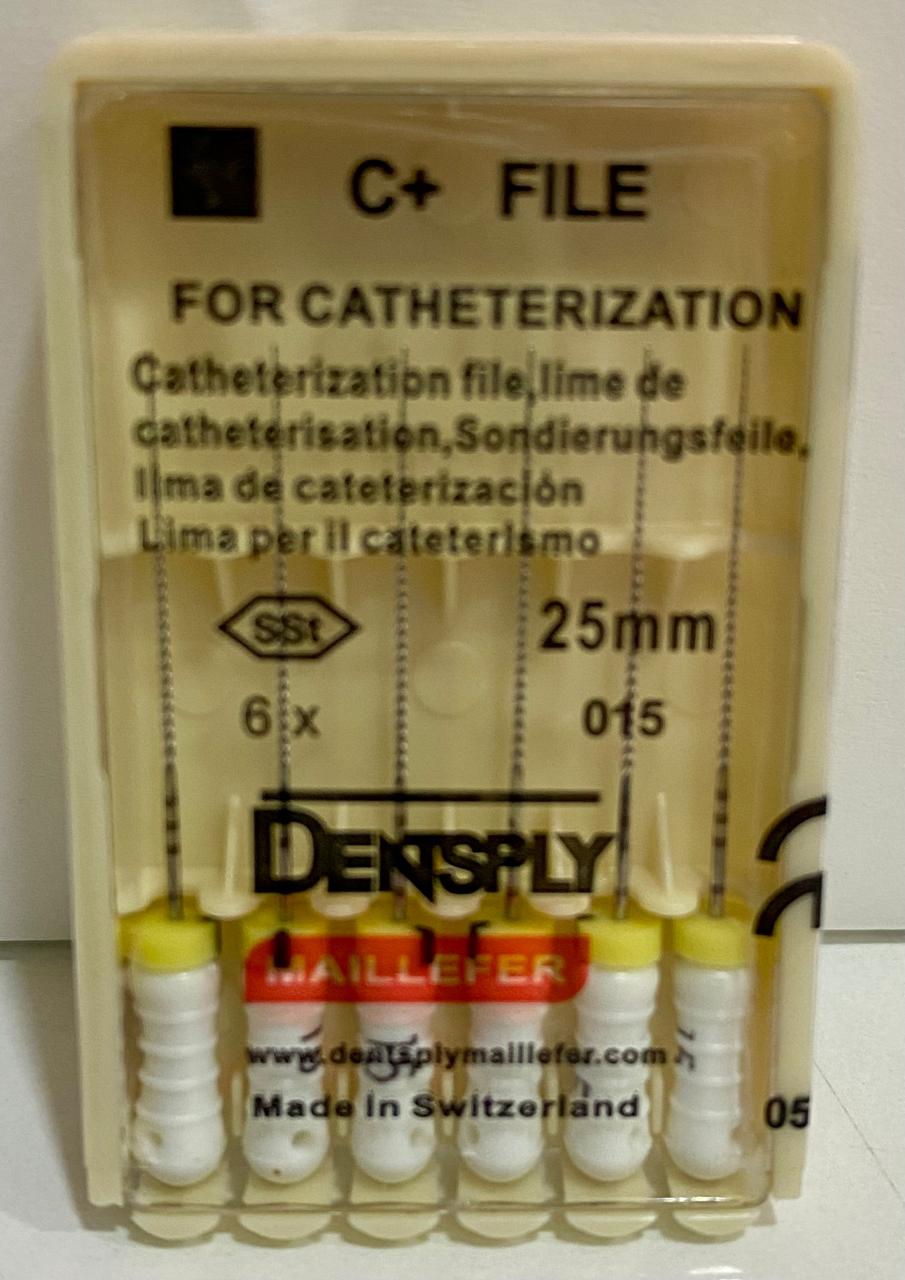 C+ FILE
FOR CATHETERIZATION
Catheterization file,lime de
catheterisation,Sondierungsfeile,
lima de cateterización
Lima per il cateterismo
SSt 25mm
6 x 015
DENTSPLY
MAILLEFER
www.dentsplymaillefer.com
Made in Switzerland
05